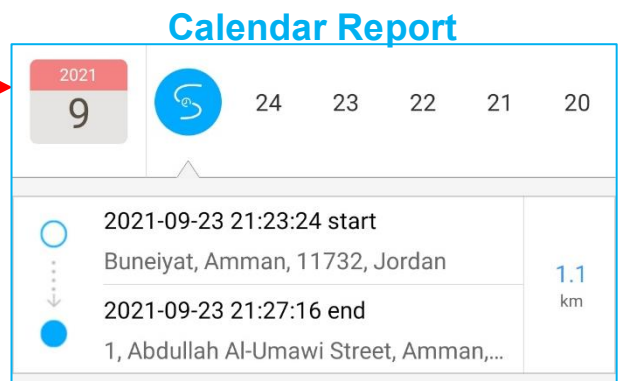 Calendar Report
2021
9
24 23 22 21 20
2021-09-23 21:23:24 start
Buneiyat, Amman, 11732, Jordan
1.1
km
2021-09-23 21:27:16 end
1, Abdullah Al-Umawi Street, Amman,...